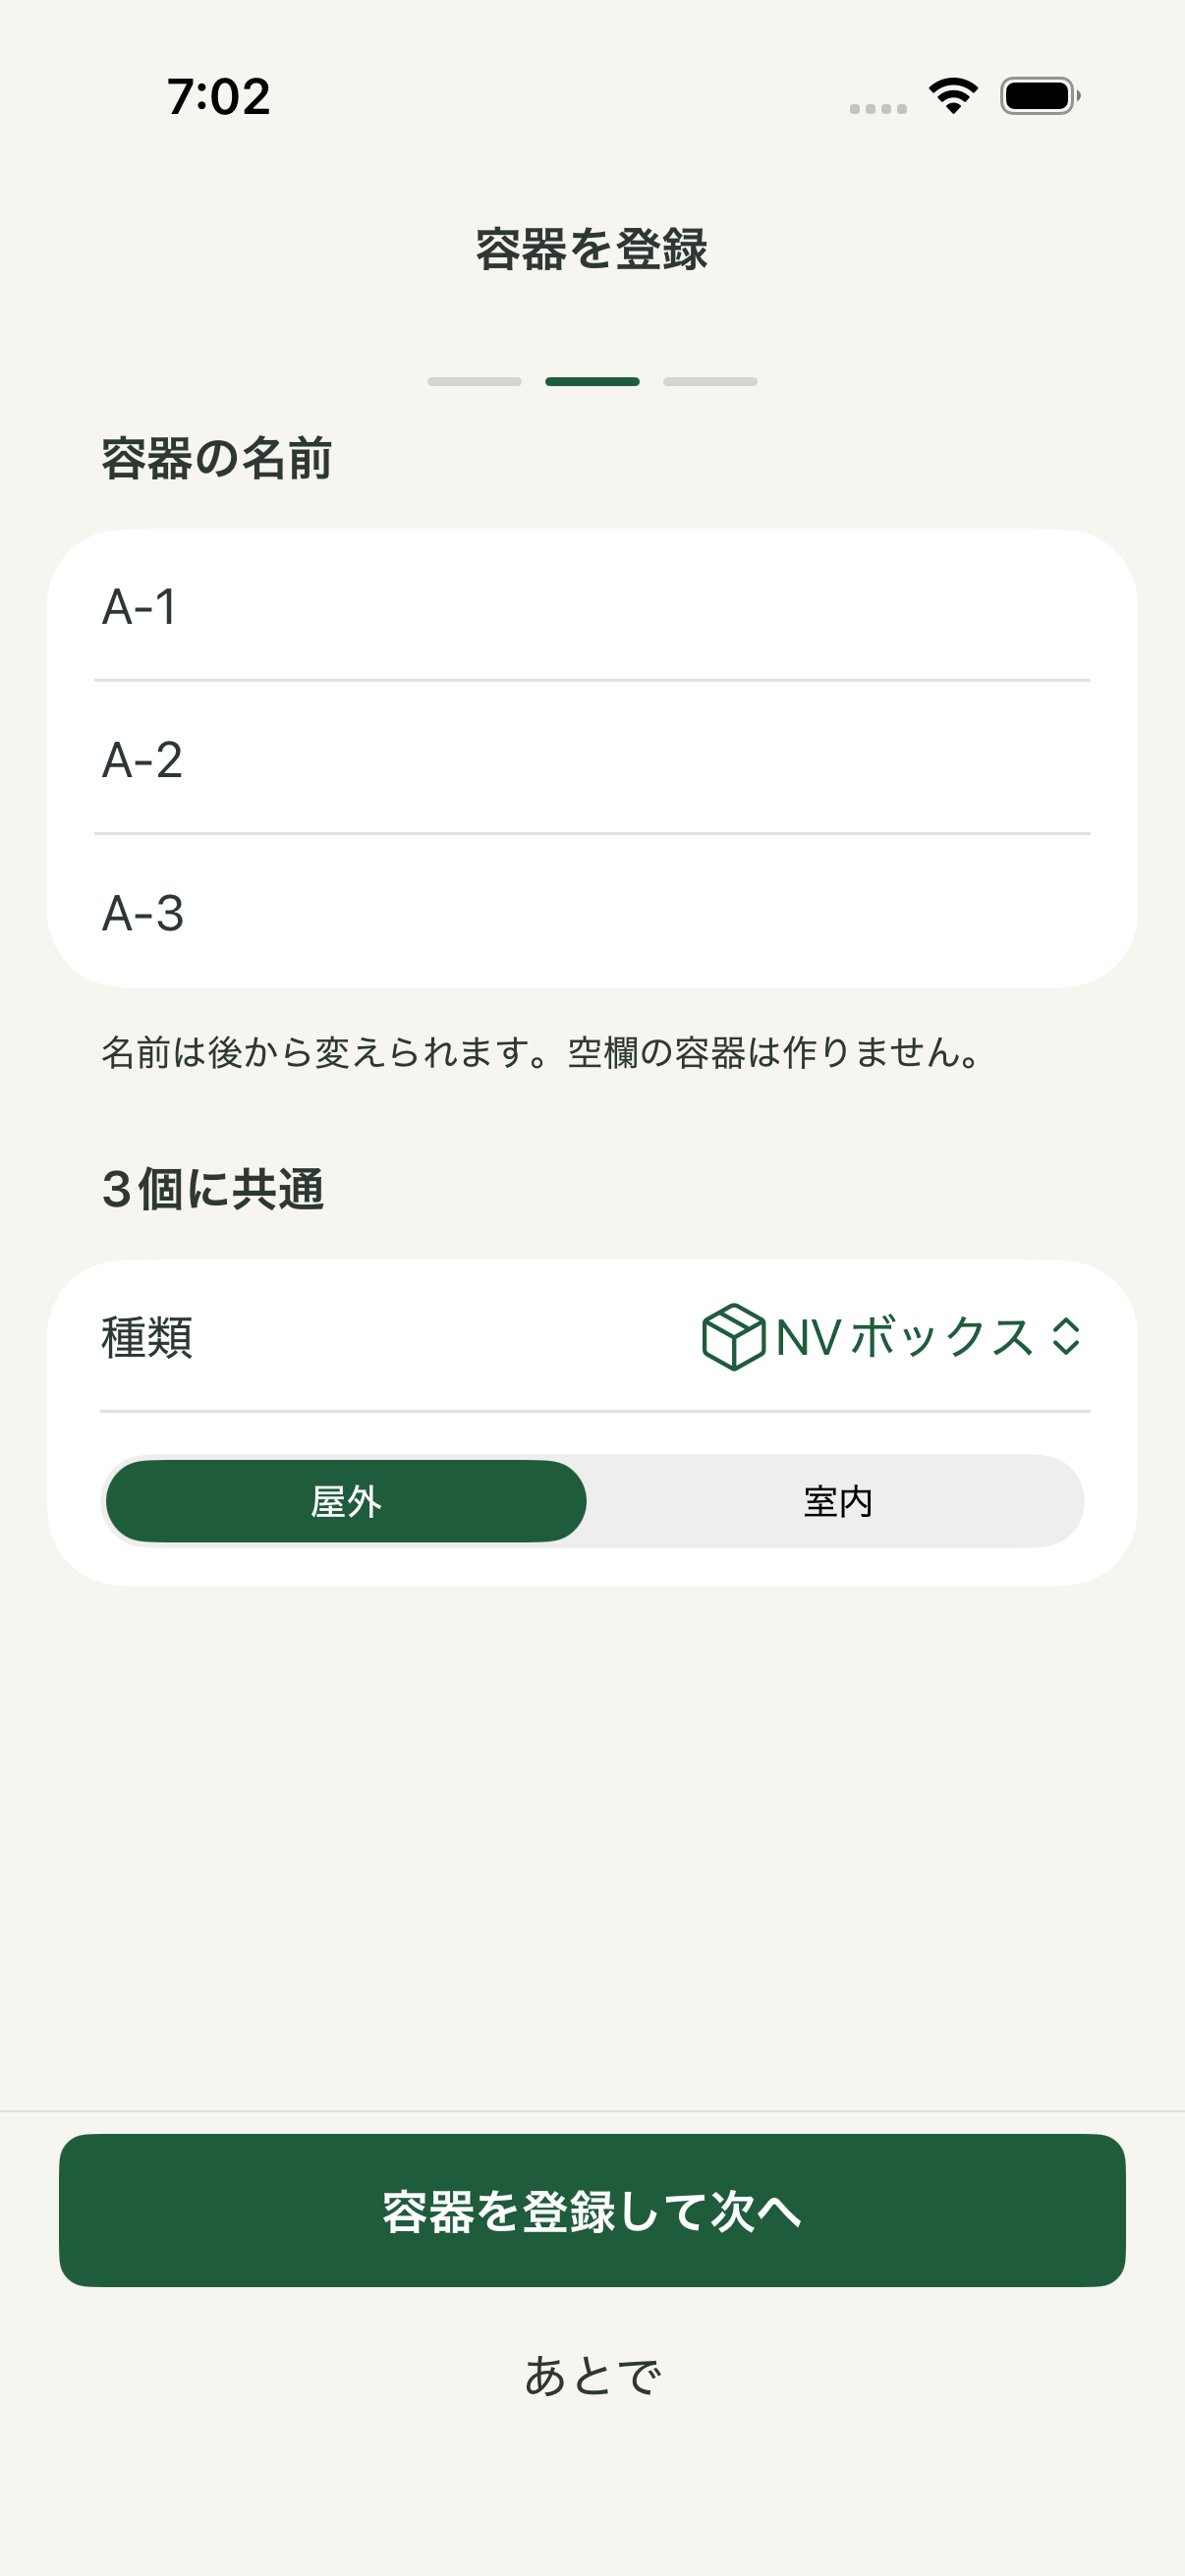 7:02
容器を登録
容器の名前
A-1
A-2
A-3
名前は後から変えられます。空欄の容器は作りません。
3個に共通
種類
NVボックス
屋外
室内
容器を登録して次へ
あとで